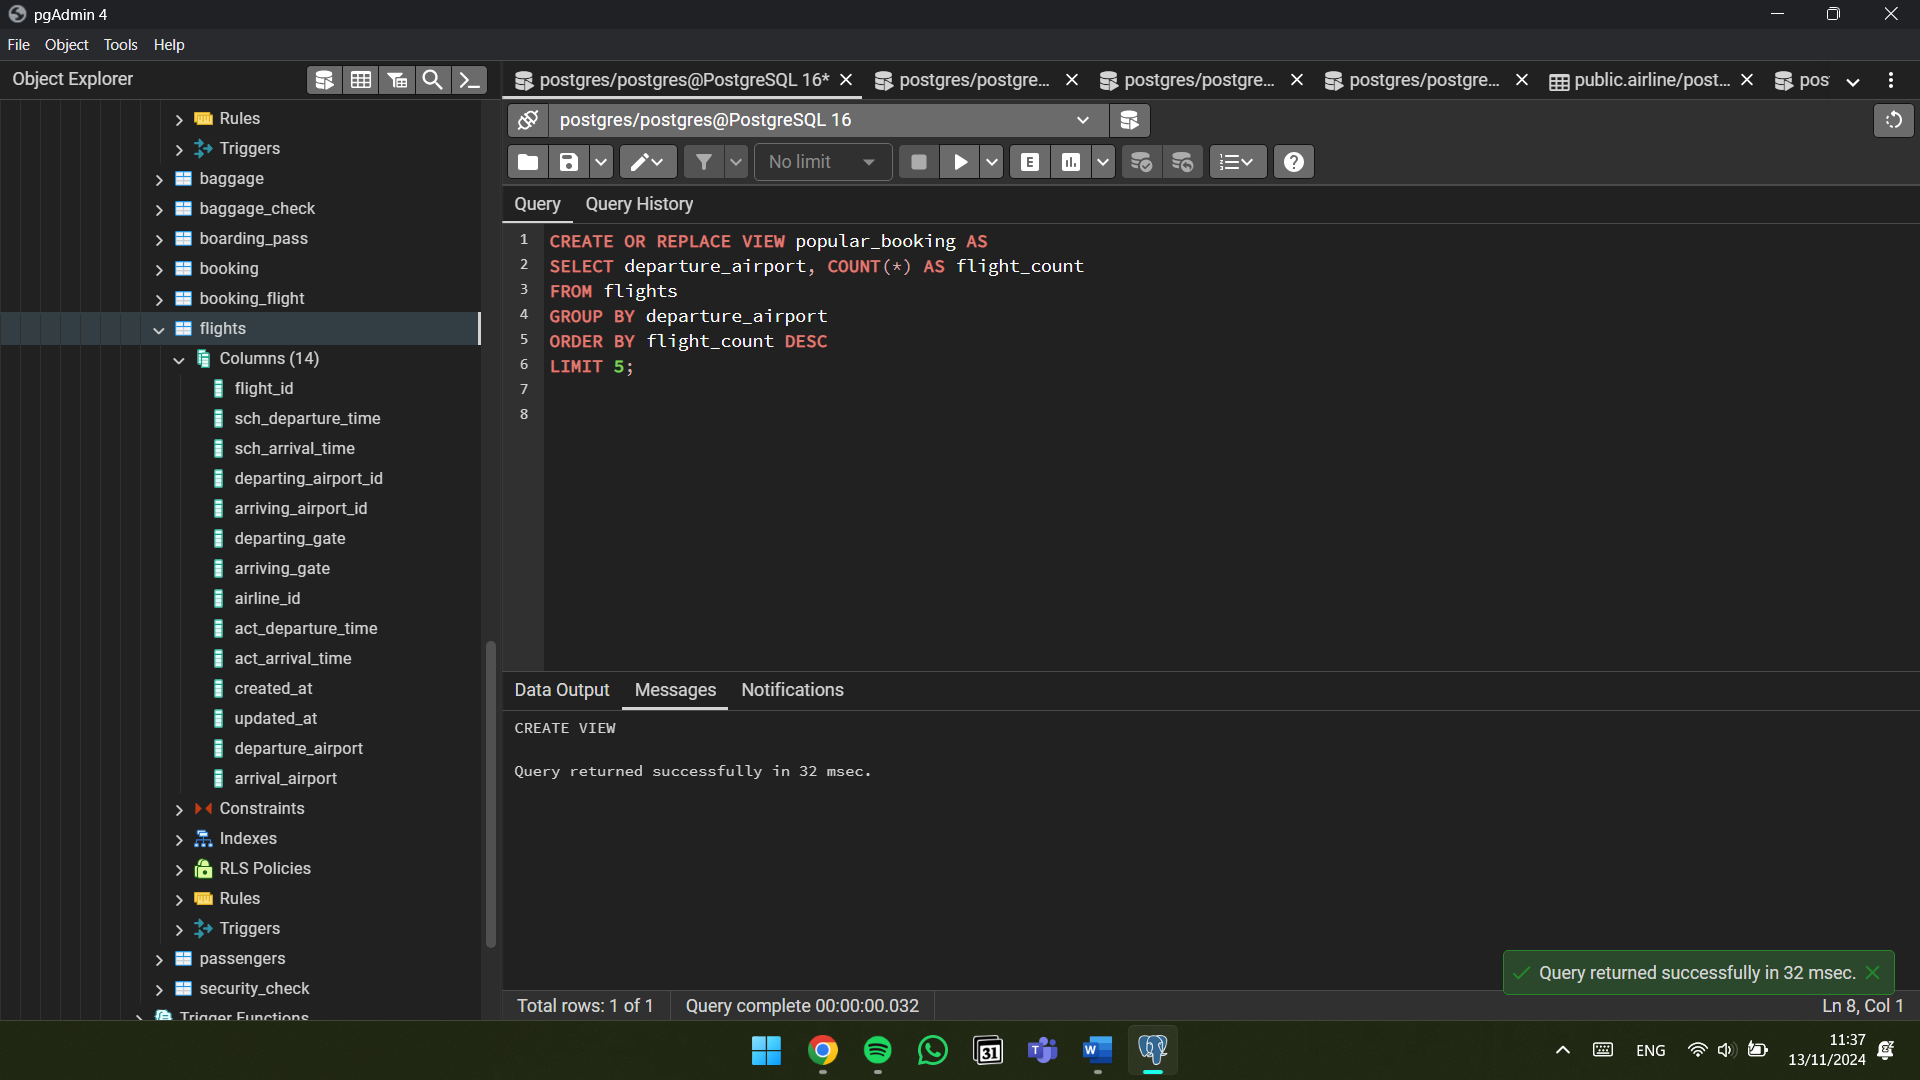 pgAdmin 4
File Object Tools Help
Object Explorer
postgres/postgres@PostgreSQL 16*
postgres/postgre...
postgres/postgre...
postgres/postgre...
public.airline/post...
pos
postgres/postgres@PostgreSQL 16
No limit
E
Query Query History
1 CREATE OR REPLACE VIEW popular_booking AS
2 SELECT departure_airport, COUNT(*) AS flight_count
3 FROM flights
4 GROUP BY departure_airport
5 ORDER BY flight_count DESC
6 LIMIT 5;
7
8
Rules
Triggers
baggage
baggage_check
boarding_pass
booking
booking_flight
flights
Columns (14)
flight_id
sch_departure_time
sch_arrival_time
departing_airport_id
arriving_airport_id
departing_gate
arriving_gate
airline_id
act_departure_time
act_arrival_time
created_at
updated_at
departure_airport
arrival_airport
Constraints
Indexes
RLS Policies
Rules
Triggers
passengers
security_check
Trigger Functions
Data Output Messages Notifications
CREATE VIEW
Query returned successfully in 32 msec.
Query returned successfully in 32 msec.
Total rows: 1 of 1 Query complete 00:00:00.032
Ln 8, Col 1
31
T
W
ENG
11:37
13/11/2024